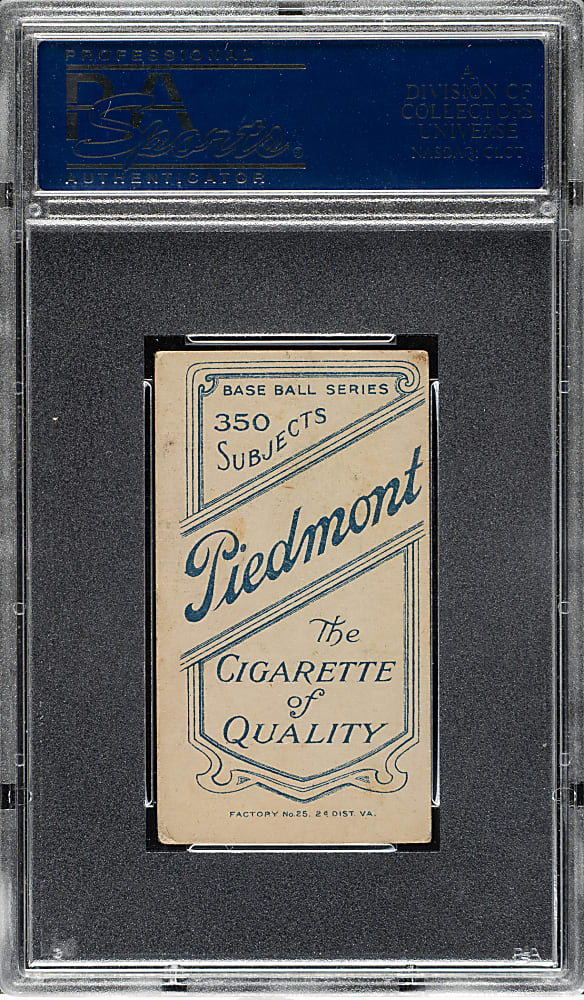 PROFESSIONAL
PSA
Sports
AUTHENTICATOR
A
DIVISION OF
COLLECTORS
UNIVERSE
NASDAQ: CLCT
BASE BALL SERIES
350
SUBJECTS
Piedmont
The
CIGARETTE
of
QUALITY
FACTORY No. 25, 2d DIST. VA.
PSA